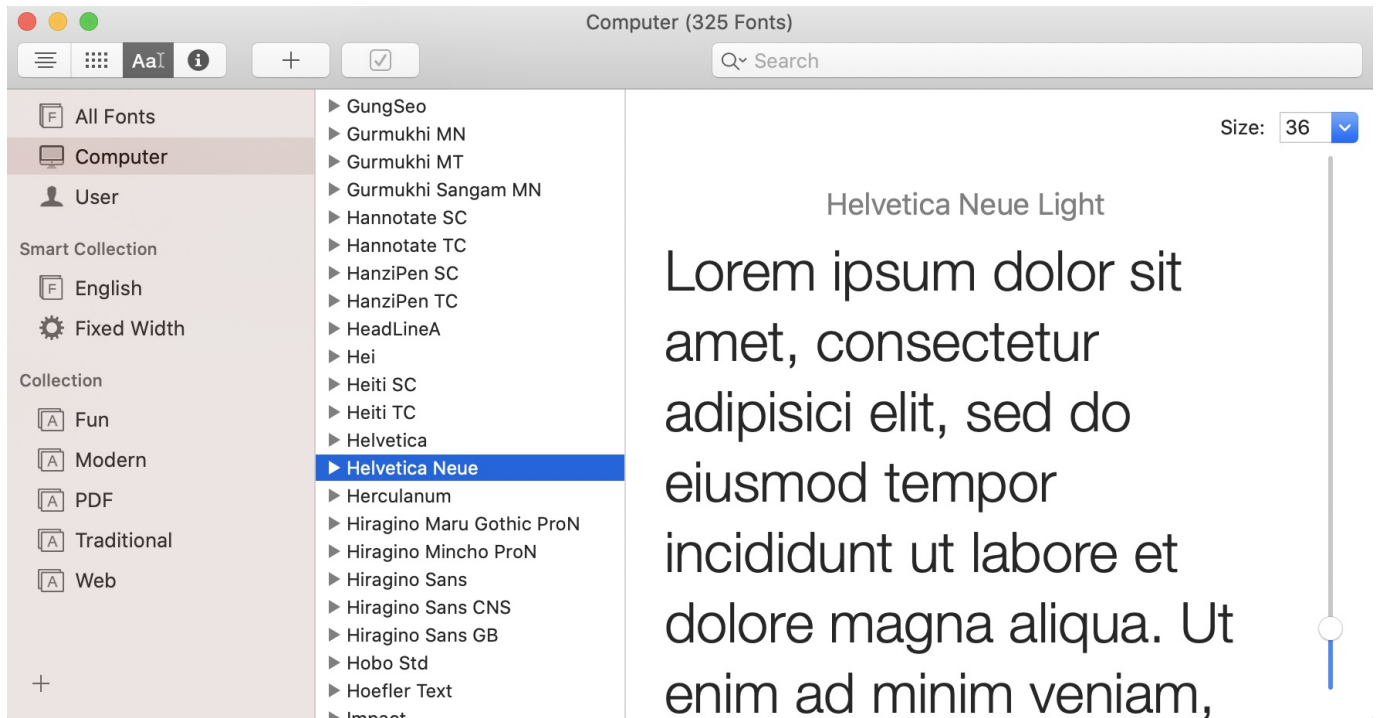 Computer (325 Fonts)
Aa
Search
All Fonts
Computer
User
Smart Collection
English
Fixed Width
Collection
Fun
Modern
PDF
Traditional
Web
GungSeo
Gurmukhi MN
Gurmukhi MT
Gurmukhi Sangam MN
Hannotate SC
Hannotate TC
HanziPen SC
HanziPen TC
HeadLineA
Hei
Heiti SC
Heiti TC
Helvetica
Helvetica Neue
Herculanum
Hiragino Maru Gothic ProN
Hiragino Mincho ProN
Hiragino Sans
Hiragino Sans CNS
Hiragino Sans GB
Hobo Std
Hoefler Text
Impact
Size: 36
Helvetica Neue Light
Lorem ipsum dolor sit
amet, consectetur
adipisici elit, sed do
eiusmod tempor
incididunt ut labore et
dolore magna aliqua. Ut
enim ad minim veniam,